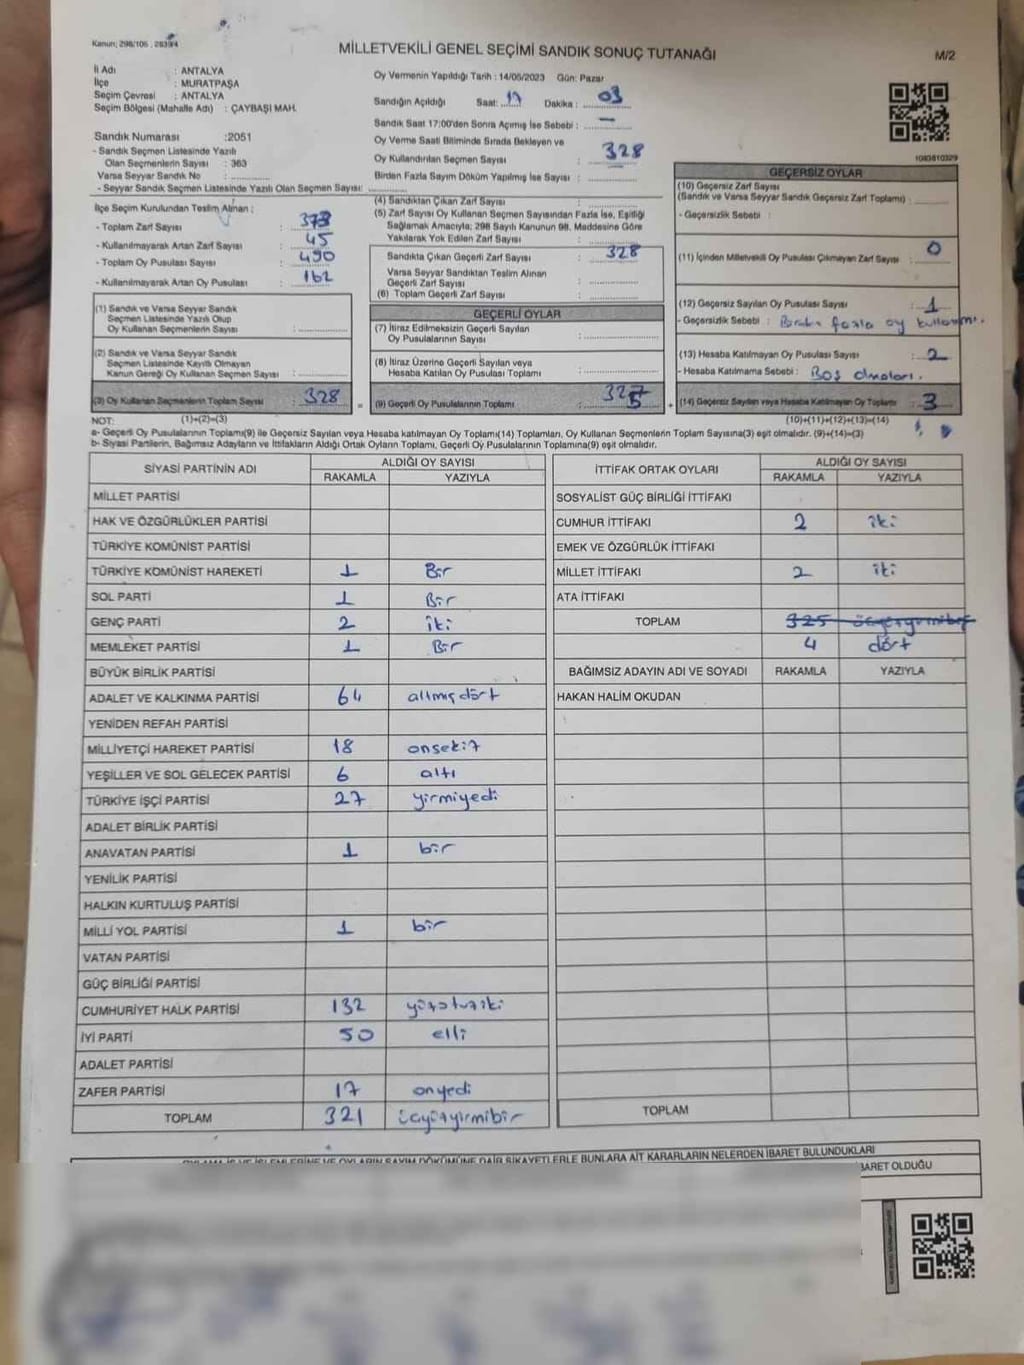 Kanun; 298/105 , 2839/4
MİLLETVEKİLİ GENEL SEÇİMİ SANDIK SONUÇ TUTANAĞI
M/2
İl Adı : ANTALYA
İlçe : MURATPAŞA
Seçim Çevresi : ANTALYA
Seçim Bölgesi (Mahalle Adı) : ÇAYBAŞI MAH.
Sandık Numarası :2051
- Sandık Seçmen Listesinde Yazılı
Olan Seçmenlerin Sayısı : 363
Varsa Seyyar Sandık No :
- Seyyar Sandık Seçmen Listesinde Yazılı Olan Seçmen Sayısı:
Oy Vermenin Yapıldığı Tarih : 14/05/2023 Gün: Pazar
Sandığın Açıldığı Saat: 17 Dakika : 03
Sandık Saat 17:00'den Sonra Açılmış İse Sebebi : —
Oy Verme Saati Bitiminde Sırada Bekleyen ve
Oy Kullandırılan Seçmen Sayısı : 328
Birden Fazla Sayım Döküm Yapılmış İse Sayısı :
1083810329
İlçe Seçim Kurulundan Teslim Alınan :
- Toplam Zarf Sayısı : 373
- Kullanılmayarak Artan Zarf Sayısı : 45
- Toplam Oy Pusulası Sayısı : 490
- Kullanılmayarak Artan Oy Pusulası : 162
(4) Sandıktan Çıkan Zarf Sayısı :
(5) Zarf Sayısı Oy Kullanan Seçmen Sayısından Fazla İse, Eşitliği
Sağlamak Amacıyla; 298 Sayılı Kanunun 98. Maddesine Göre
Yakılarak Yok Edilen Zarf Sayısı :
Sandıkta Çıkan Geçerli Zarf Sayısı : 328
Varsa Seyyar Sandıktan Teslim Alınan
Geçerli Zarf Sayısı :
(6) Toplam Geçerli Zarf Sayısı :
GEÇERSİZ OYLAR
(10) Geçersiz Zarf Sayısı
(Sandık ve Varsa Seyyar Sandık Geçersiz Zarf Toplamı) :
- Geçersizlik Sebebi :
(11) İçinden Milletvekili Oy Pusulası Çıkmayan Zarf Sayısı : 0
(12) Geçersiz Sayılan Oy Pusulası Sayısı : 1
- Geçersizlik Sebebi : fazla oy
(13) Hesaba Katılmayan Oy Pusulası Sayısı : 2
- Hesaba Katılmama Sebebi : Boş olmaları.
(14) Geçersiz Sayılan veya Hesaba Katılmayan Oy Toplamı : 3
(10)+(11)+(12)+(13)=(14)
(1) Sandık ve Varsa Seyyar Sandık
Seçmen Listesinde Yazılı Olup
Oy Kullanan Seçmenlerin Sayısı :
(2) Sandık ve Varsa Seyyar Sandık
Seçmen Listesinde Kayıtlı Olmayan
Kanun Gereği Oy Kullanan Seçmen Sayısı :
(3) Oy Kullanan Seçmenlerin Toplam Sayısı : 328
GEÇERLİ OYLAR
(7) İtiraz Edilmeksizin Geçerli Sayılan
Oy Pusulalarının Sayısı :
(8) İtiraz Üzerine Geçerli Sayılan veya
Hesaba Katılan Oy Pusulası Toplamı :
= (9) Geçerli Oy Pusulalarının Toplamı : 325 +
NOT: (1)+(2)=(3)
a- Geçerli Oy Pusulalarının Toplamı(9) ile Geçersiz Sayılan veya Hesaba katılmayan Oy Toplamı(14) Toplamları, Oy Kullanan Seçmenlerin Toplam Sayısına(3) eşit olmalıdır. (9)+(14)=(3)
b- Siyasi Partilerin, Bağımsız Adayların ve İttifakların Aldığı Ortak Oyların Toplamı, Geçerli Oy Pusulalarının Toplamına(9) eşit olmalıdır.
SİYASİ PARTİNİN ADI ALDIĞI OY SAYISI
RAKAMLA YAZIYLA
MİLLET PARTİSİ
HAK VE ÖZGÜRLÜKLER PARTİSİ
TÜRKİYE KOMÜNİST PARTİSİ
TÜRKİYE KOMÜNİST HAREKETİ 1 Bir
SOL PARTİ 1 Bir
GENÇ PARTİ 2 iki
MEMLEKET PARTİSİ 1 Bir
BÜYÜK BİRLİK PARTİSİ
ADALET VE KALKINMA PARTİSİ 64 altmışdört
YENİDEN REFAH PARTİSİ
MİLLİYETÇİ HAREKET PARTİSİ 18 onsekiz
YEŞİLLER VE SOL GELECEK PARTİSİ 6 altı
TÜRKİYE İŞÇİ PARTİSİ 27 yirmiyedi
ADALET BİRLİK PARTİSİ
ANAVATAN PARTİSİ 1 bir
YENİLİK PARTİSİ
HALKIN KURTULUŞ PARTİSİ
MİLLİ YOL PARTİSİ 1 bir
VATAN PARTİSİ
GÜÇ BİRLİĞİ PARTİSİ
CUMHURİYET HALK PARTİSİ 132 yüzotuziki
İYİ PARTİ 50 elli
ADALET PARTİSİ
ZAFER PARTİSİ 17 onyedi
TOPLAM 321 üçyüzyirmibir
İTTİFAK ORTAK OYLARI ALDIĞI OY SAYISI
RAKAMLA YAZIYLA
SOSYALİST GÜÇ BİRLİĞİ İTTİFAKI
CUMHUR İTTİFAKI 2 iki
EMEK VE ÖZGÜRLÜK İTTİFAKI
MİLLET İTTİFAKI 2 iki
ATA İTTİFAKI
TOPLAM 325 üçyüzyirmibeş
4 dört
BAĞIMSIZ ADAYIN ADI VE SOYADI RAKAMLA YAZIYLA
HAKAN HALİM OKUDAN
TOPLAM
OYLAMA İŞ VE İŞLEMLERİNE VE OYLARIN SAYIM DÖKÜMÜNE DAİR ŞİKAYETLERLE BUNLARA AİT KARARLARIN NELERDEN İBARET BULUNDUKLARI
İBARET OLDUĞU